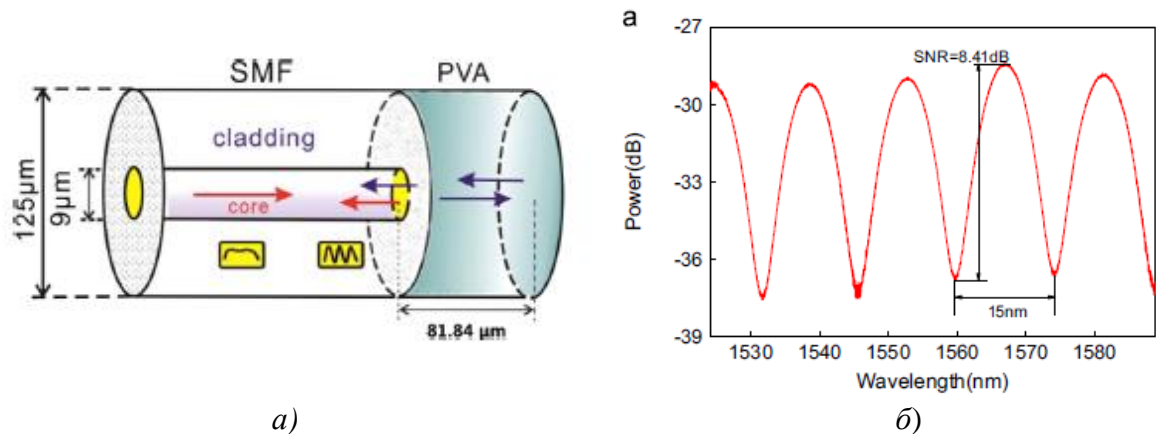 SMF
PVA
cladding
core
125μm
9μm
81.84 μm
a)
a
-27
-30
-33
-36
-39
SNR=8.41dB
15nm
1530 1540 1550 1560 1570 1580
Wavelength(nm)
Power(dB)
б)